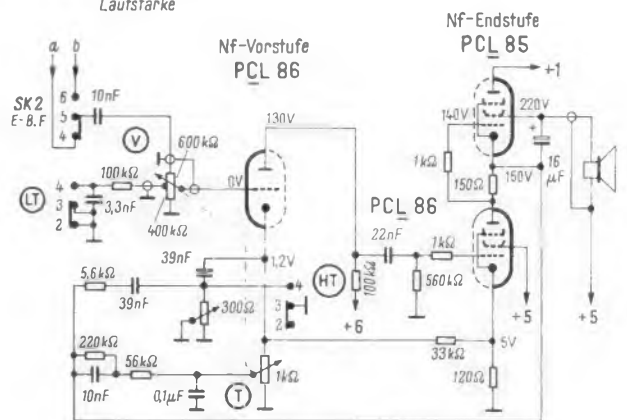 Lautstärke
a
b
Nf-Vorstufe
PCL 86
Nf-Endstufe
PCL 85
+1
SK2
E-B.F
6
5
4
10nF
V
600kΩ
400kΩ
130V
0V
140V
220V
+
16
μF
150V
150Ω
1kΩ
LT
4
3
2
100kΩ
3,3nF
PCL 86
22nF
1kΩ
HT
100kΩ
+6
560kΩ
+5
+5
39nF
1,2V
5,6kΩ
39nF
300Ω
4
3
2
220kΩ
10nF
56kΩ
0,1μF
T
1kΩ
33kΩ
5V
120Ω